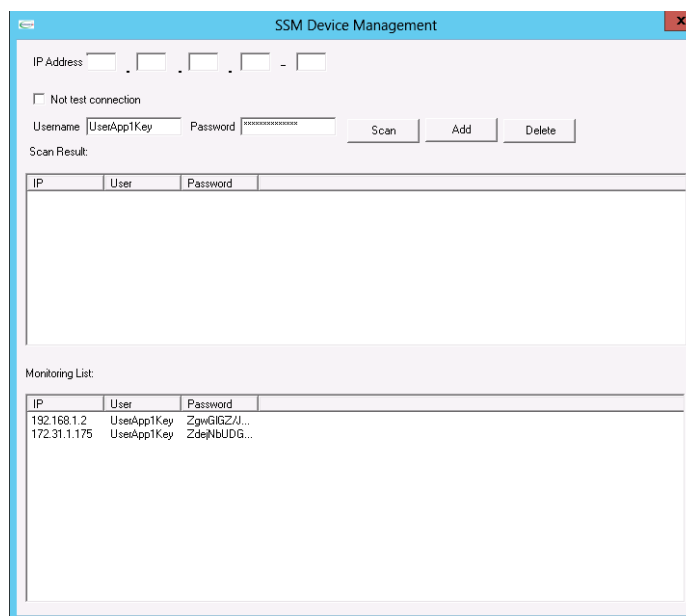 SSM Device Management
x
IP Address . . . -
Not test connection
Username UserApp1Key Password ************* Scan Add Delete
Scan Result:
IP User Password
Monitoring List:
IP User Password
192.168.1.2 UserApp1Key ZgwGlGZ/J...
172.31.1.175 UserApp1Key ZdejNbUDG...